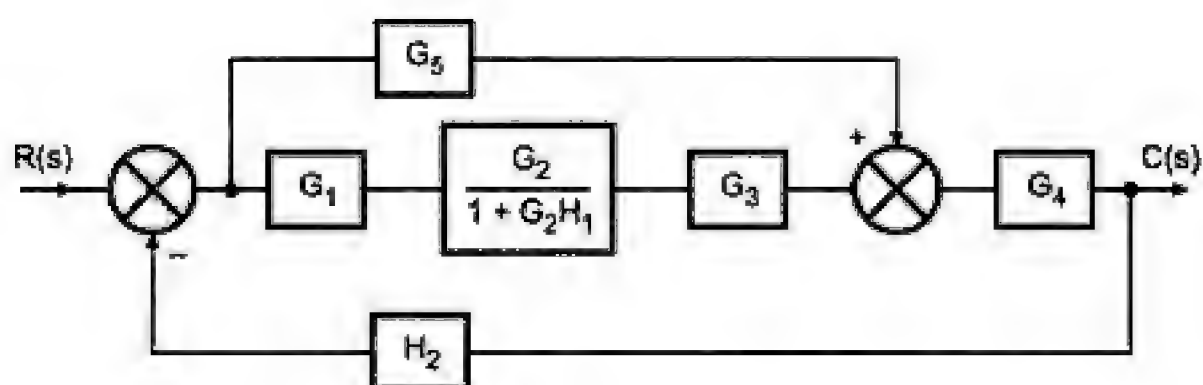 G₅
+
R(s)
G₁
G₂
1 + G₂H₁
G₃
G₄
C(s)
−
H₂